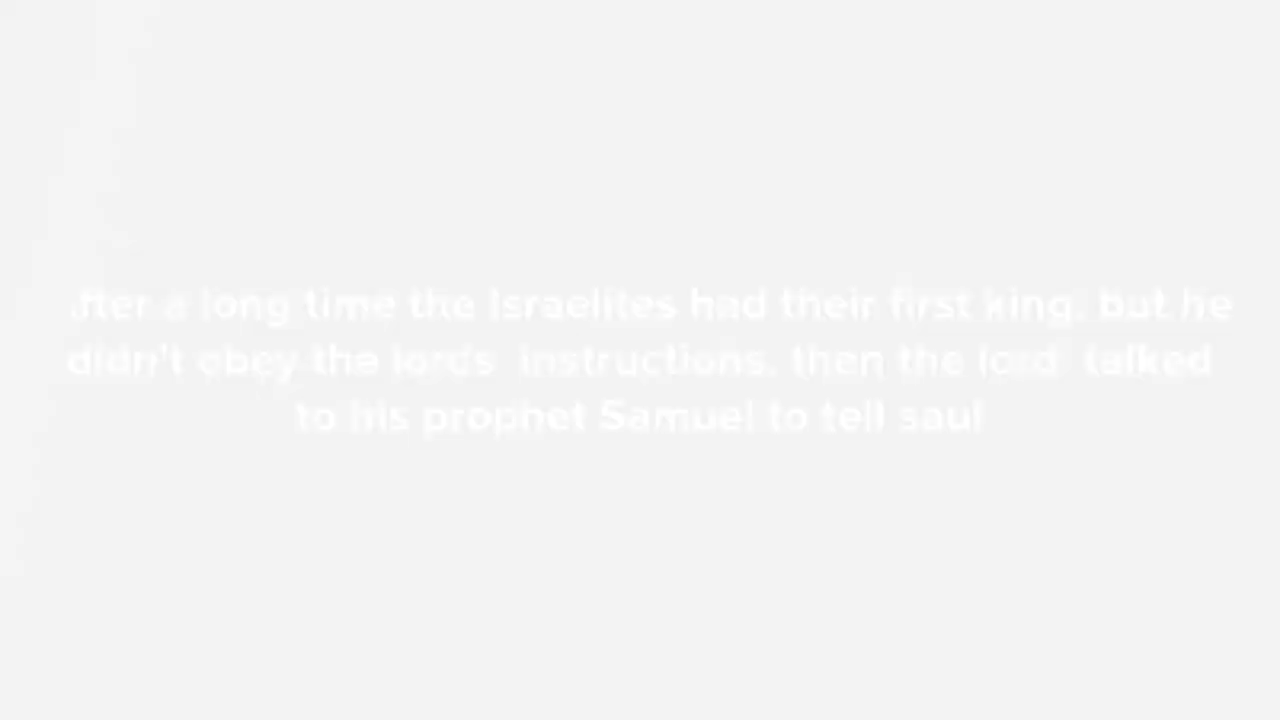 after a long time the Israelites had their first king. but he
didn't obey the lord's instructions. then the lord talked
to his prophet Samuel to tell saul